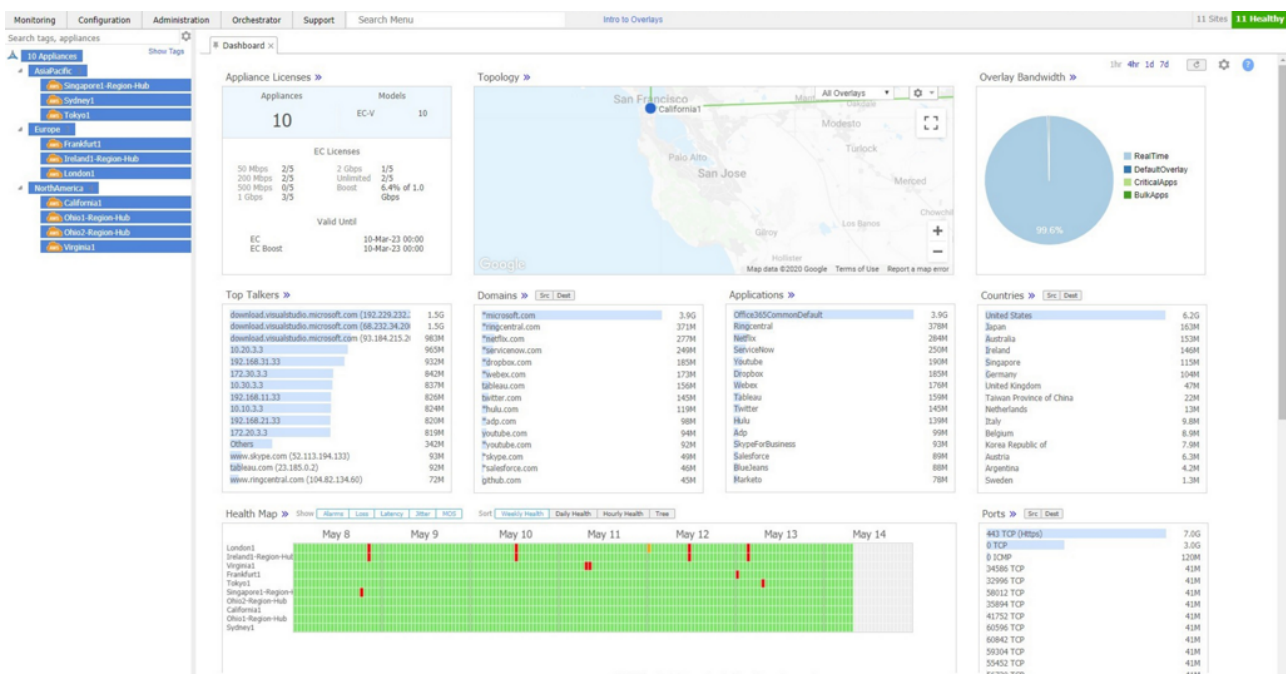 Monitoring Configuration Administration Orchestrator Support Search Menu Intro to Overlays 11 Sites 11 Healthy
Search tags, appliances
Show Tags
10 Appliances
AsiaPacific
Singapore1-Region-Hub
Sydney1
Tokyo1
Europe
Frankfurt1
Ireland1-Region-Hub
London1
NorthAmerica
California1
Ohio1-Region-Hub
Ohio2-Region-Hub
Virginia1
Dashboard ×
1hr 4hr 1d 7d
Appliance Licenses »
Appliances Models
10 EC-V 10
EC Licenses
50 Mbps 2/5 2 Gbps 1/5
200 Mbps 2/5 Unlimited 2/5
500 Mbps 0/5 Boost 6.4% of 1.0
1 Gbps 3/5 Gbps
Valid Until
EC 10-Mar-23 00:00
EC Boost 10-Mar-23 00:00
Topology »
All Overlays
San Francisco
California1
Oakdale
Modesto
Turlock
Palo Alto
San Jose
Merced
Chowchil
Los Banos
Gilroy
Hollister
Google
Map data ©2020 Google Terms of Use Report a map error
Overlay Bandwidth »
99.6%
RealTime
DefaultOverlay
CriticalApps
BulkApps
Top Talkers »
download.visualstudio.microsoft.com (192.229.232. 1.5G
download.visualstudio.microsoft.com (68.232.34.20 1.5G
download.visualstudio.microsoft.com (93.184.215.2 983M
10.20.3.3 965M
192.168.31.33 932M
172.30.3.3 842M
10.30.3.3 837M
192.168.11.33 826M
10.10.3.3 824M
192.168.21.33 820M
172.20.3.3 819M
Others 342M
www.skype.com (52.113.194.133) 93M
tableau.com (23.185.0.2) 92M
www.ringcentral.com (104.82.134.60) 72M
Domains » Src Dest
*microsoft.com 3.9G
*ringcentral.com 371M
*netflix.com 277M
*servicenow.com 249M
*dropbox.com 185M
*webex.com 173M
tableau.com 156M
twitter.com 145M
*hulu.com 119M
*adp.com 98M
youtube.com 94M
*youtube.com 92M
*skype.com 49M
*salesforce.com 46M
github.com 45M
Applications »
Office365CommonDefault 3.9G
Ringcentral 378M
Netflix 284M
ServiceNow 250M
Youtube 190M
Dropbox 185M
Webex 176M
Tableau 159M
Twitter 145M
Hulu 139M
Adp 99M
SkypeForBusiness 93M
Salesforce 89M
BlueJeans 88M
Marketo 78M
Countries » Src Dest
United States 6.2G
Japan 163M
Australia 153M
Ireland 146M
Singapore 115M
Germany 104M
United Kingdom 47M
Taiwan Province of China 22M
Netherlands 13M
Italy 9.8M
Belgium 8.9M
Korea Republic of 7.9M
Austria 6.3M
Argentina 4.2M
Sweden 1.3M
Health Map » Show Alarms Loss Latency Jitter MOS Sort Weekly Health Daily Health Hourly Health Tree
May 8 May 9 May 10 May 11 May 12 May 13 May 14
London1
Ireland1-Region-Hub
Virginia1
Frankfurt1
Tokyo1
Singapore1-Region-
Ohio2-Region-Hub
California1
Ohio1-Region-Hub
Sydney1
Ports » Src Dest
443 TCP (Https) 7.0G
0 TCP 3.0G
0 ICMP 120M
34586 TCP 41M
32996 TCP 41M
58012 TCP 41M
35894 TCP 41M
41752 TCP 41M
60596 TCP 41M
60842 TCP 41M
59304 TCP 41M
55452 TCP 41M